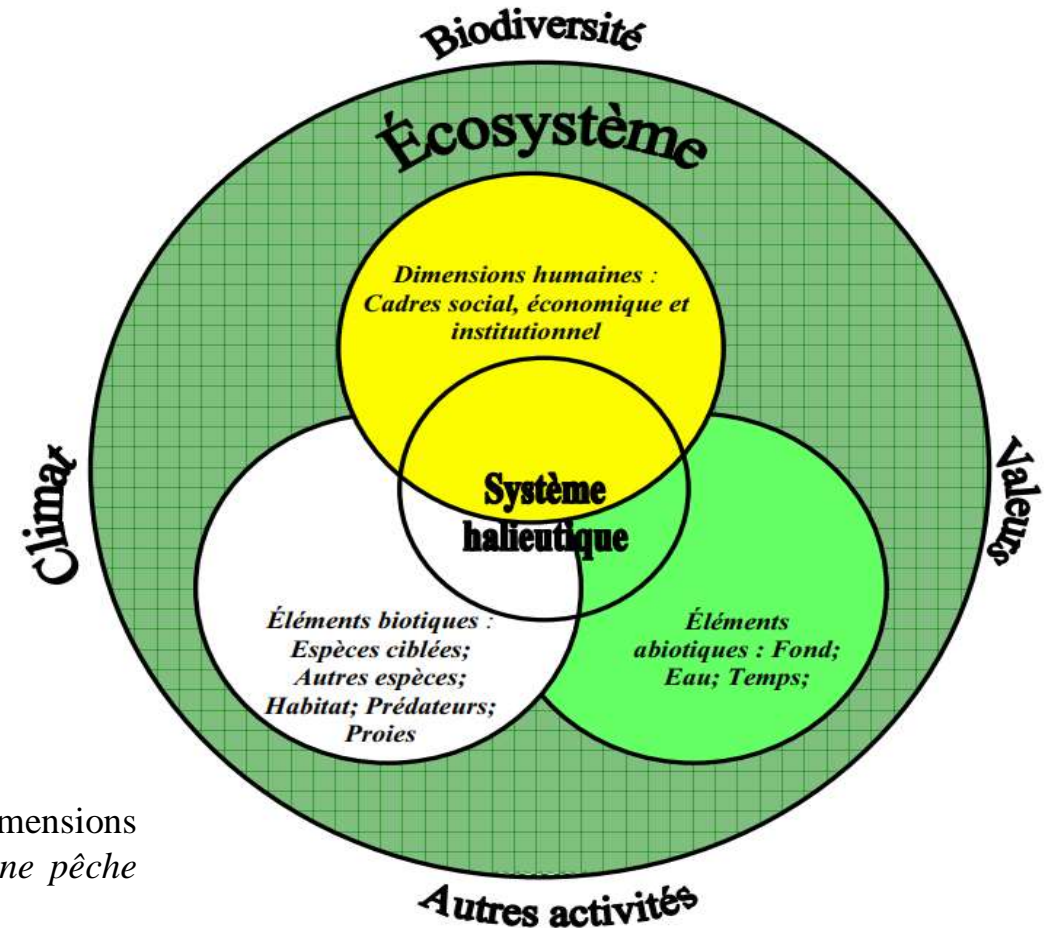 Biodiversité
Écosystème
Dimensions humaines :
Cadres social, économique et
institutionnel
Climat
Valeurs
Système
halieutique
Éléments biotiques :
Espèces ciblées;
Autres espèces;
Habitat; Prédateurs;
Proies
Éléments
abiotiques : Fond;
Eau; Temps;
mensions
ne pêche
Autres activités